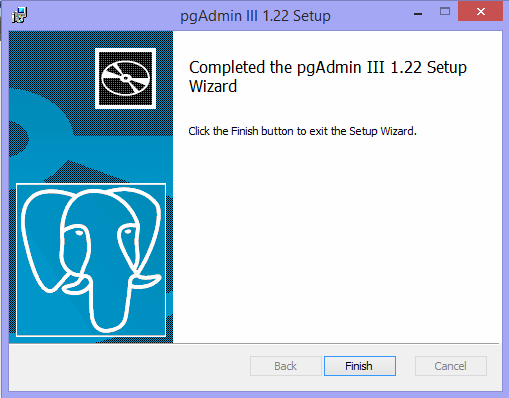 pgAdmin III 1.22 Setup
Completed the pgAdmin III 1.22 Setup
Wizard
Click the Finish button to exit the Setup Wizard.
Back Finish Cancel